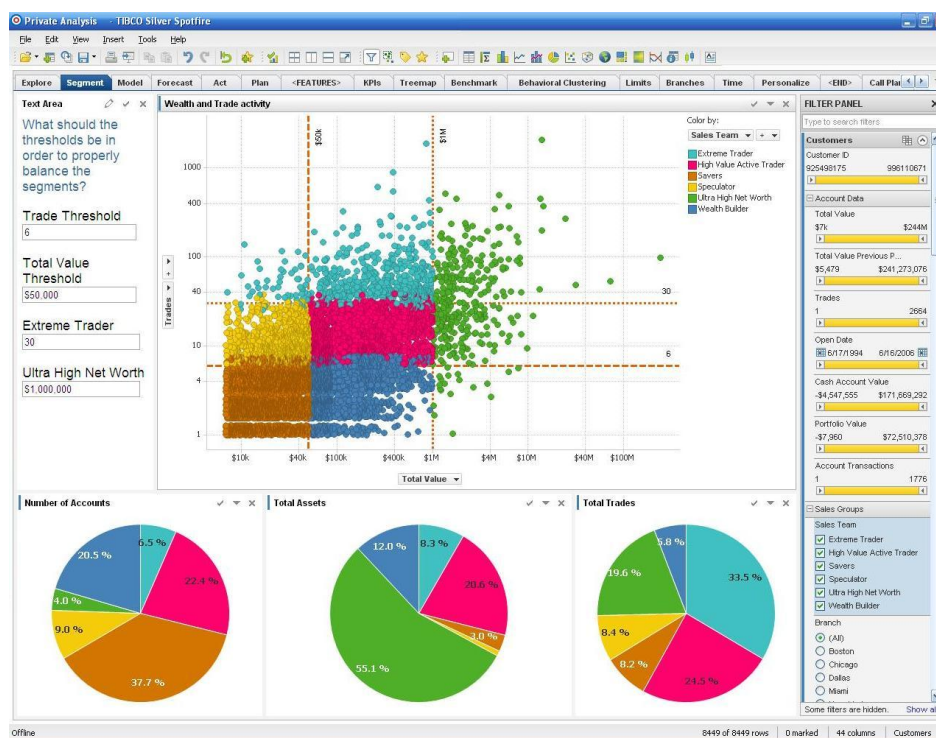 Private Analysis - TIBCO Silver Spotfire
File Edit View Insert Tools Help
Explore Segment Model Forecast Act Plan <FEATURES> KPIs Treemap Benchmark Behavioral Clustering Limits Branches Time Personalize <END> Call Pla
Text Area
What should the
thresholds be in
order to properly
balance the
segments?
Trade Threshold
6
Total Value
Threshold
$50,000
Extreme Trader
30
Ultra High Net Worth
$1,000,000
Wealth and Trade activity
Color by:
Sales Team
Extreme Trader
High Value Active Trader
Savers
Speculator
Ultra High Net Worth
Wealth Builder
$50k
$1M
1000
400
100
40
10
4
1
Trades
30
6
$10k $40k $100k $400k $1M $4M $10M $40M $100M
Total Value
Number of Accounts
6.5 %
22.4 %
37.7 %
9.0 %
4.0 %
20.5 %
Total Assets
8.3 %
20.6 %
3.0 %
55.1 %
12.0 %
Total Trades
33.5 %
24.5 %
8.2 %
8.4 %
19.6 %
5.8 %
FILTER PANEL
Type to search filters
Customers
Customer ID
925498175 996110671
Account Data
Total Value
$7k $244M
Total Value Previous P...
$5,479 $241,273,076
Trades
1 2664
Open Date
6/17/1994 6/16/2006
Cash Account Value
-$4,547,555 $171,669,292
Portfolio Value
-$7,960 $72,510,378
Account Transactions
1 1776
Sales Groups
Sales Team
Extreme Trader
High Value Active Trader
Savers
Speculator
Ultra High Net Worth
Wealth Builder
Branch
(All)
Boston
Chicago
Dallas
Miami
Some filters are hidden. Show al
Offline
8449 of 8449 rows 0 marked 44 columns Customers